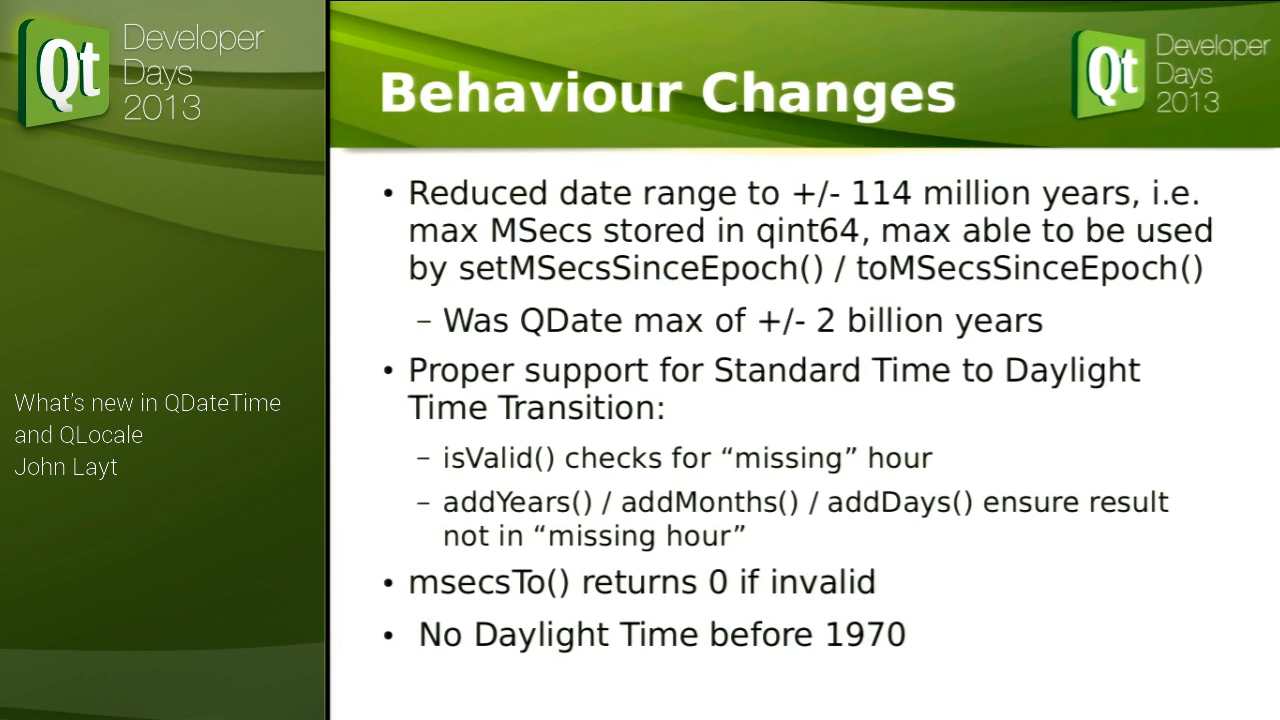 Qt Developer
Days
2013
What's new in QDateTime
and QLocale
John Layt
Behaviour Changes
Qt Developer
Days
2013
• Reduced date range to +/- 114 million years, i.e.
max MSecs stored in qint64, max able to be used
by setMSecsSinceEpoch() / toMSecsSinceEpoch()
– Was QDate max of +/- 2 billion years
• Proper support for Standard Time to Daylight
Time Transition:
– isValid() checks for “missing” hour
– addYears() / addMonths() / addDays() ensure result
not in “missing hour”
• msecsTo() returns 0 if invalid
• No Daylight Time before 1970